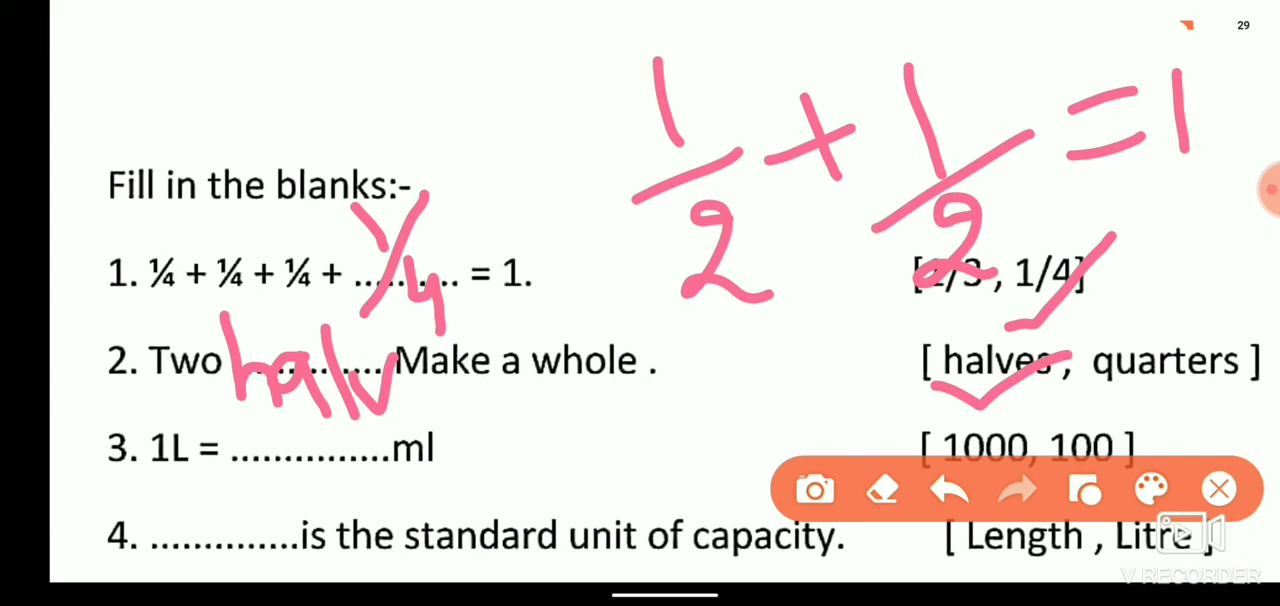 29
1/2 + 1/2 = 1
Fill in the blanks:-
1. ¼ + ¼ + ¼ + ..1/4.. = 1. [1/3 , 1/4]
2. Two halv Make a whole . [ halves , quarters ]
3. 1L = ...............ml [ 1000, 100 ]
4. ..............is the standard unit of capacity. [ Length , Litre ]
V RECORDER